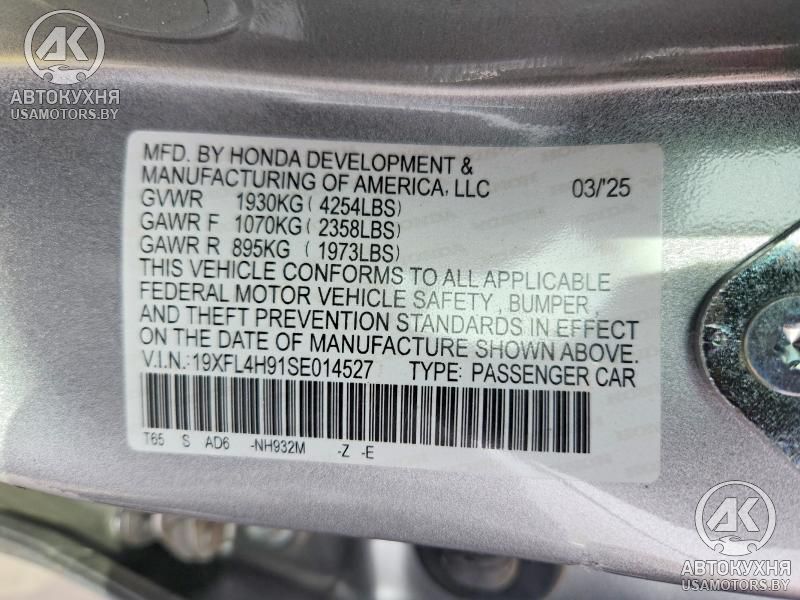 AK
АВТОКУХНЯ
USAMOTORS.BY
MFD. BY HONDA DEVELOPMENT &
MANUFACTURING OF AMERICA, LLC 03/'25
GVWR 1930KG ( 4254LBS)
GAWR F 1070KG ( 2358LBS)
GAWR R 895KG ( 1973LBS)
THIS VEHICLE CONFORMS TO ALL APPLICABLE
FEDERAL MOTOR VEHICLE SAFETY, BUMPER,
AND THEFT PREVENTION STANDARDS IN EFFECT
ON THE DATE OF MANUFACTURE SHOWN ABOVE.
V.I.N.:19XFL4H91SE014527 TYPE: PASSENGER CAR
T65 S AD6 -NH932M -Z -E
AK
АВТОКУХНЯ
USAMOTORS.BY